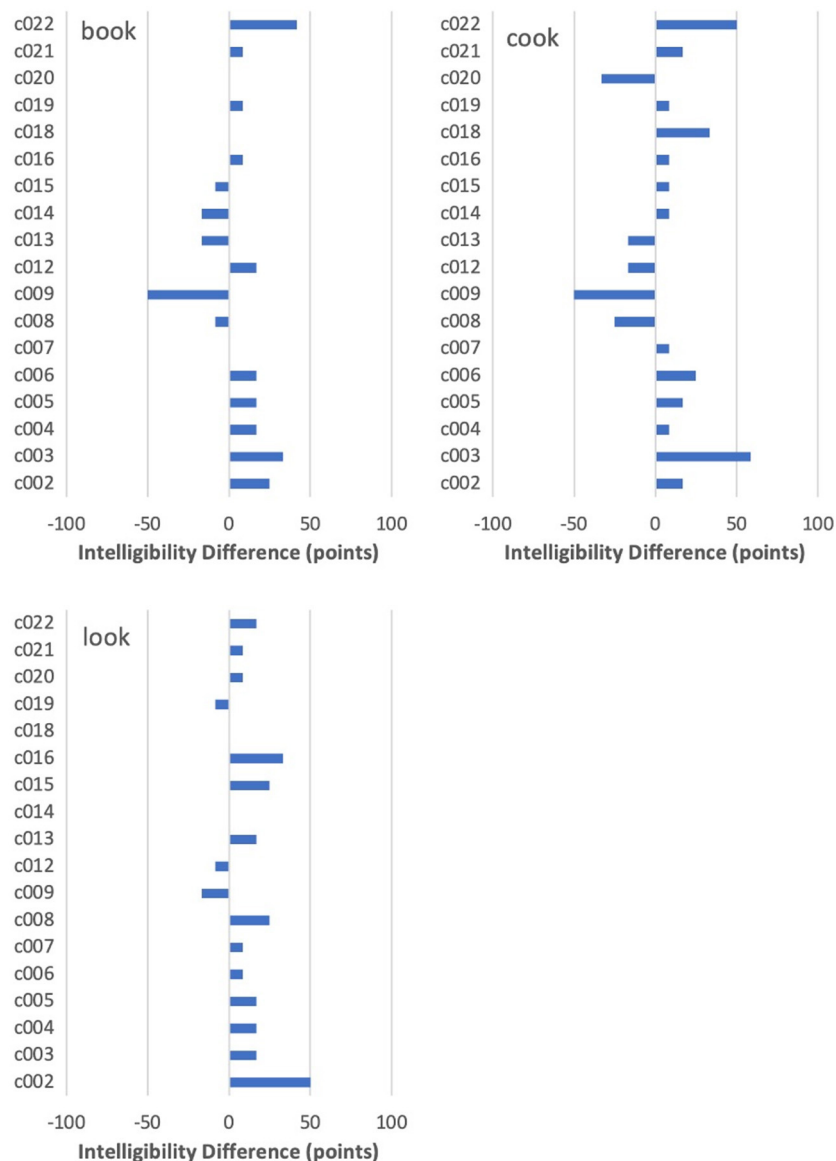 book
c022
c021
c020
c019
c018
c016
c015
c014
c013
c012
c009
c008
c007
c006
c005
c004
c003
c002
-100 -50 0 50 100
Intelligibility Difference (points)
cook
c022
c021
c020
c019
c018
c016
c015
c014
c013
c012
c009
c008
c007
c006
c005
c004
c003
c002
-100 -50 0 50 100
Intelligibility Difference (points)
look
c022
c021
c020
c019
c018
c016
c015
c014
c013
c012
c009
c008
c007
c006
c005
c004
c003
c002
-100 -50 0 50 100
Intelligibility Difference (points)